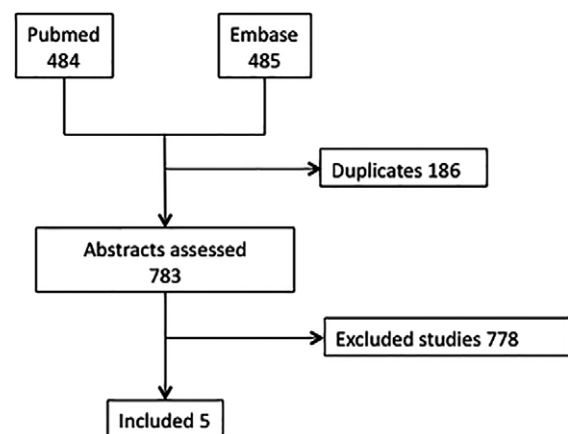 Pubmed
484
Embase
485
Duplicates 186
Abstracts assessed
783
Excluded studies 778
Included 5